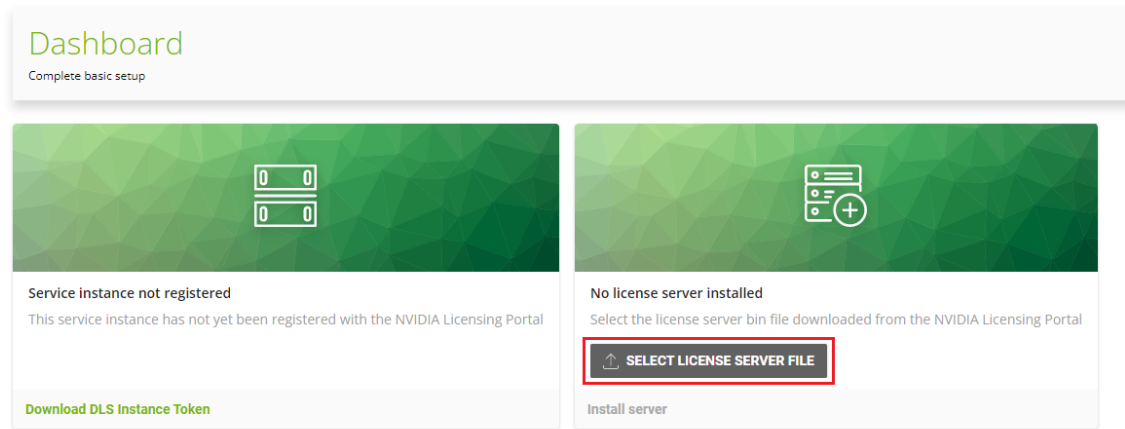 Dashboard
Complete basic setup
Service instance not registered
This service instance has not yet been registered with the NVIDIA Licensing Portal
Download DLS Instance Token
No license server installed
Select the license server bin file downloaded from the NVIDIA Licensing Portal
SELECT LICENSE SERVER FILE
Install server